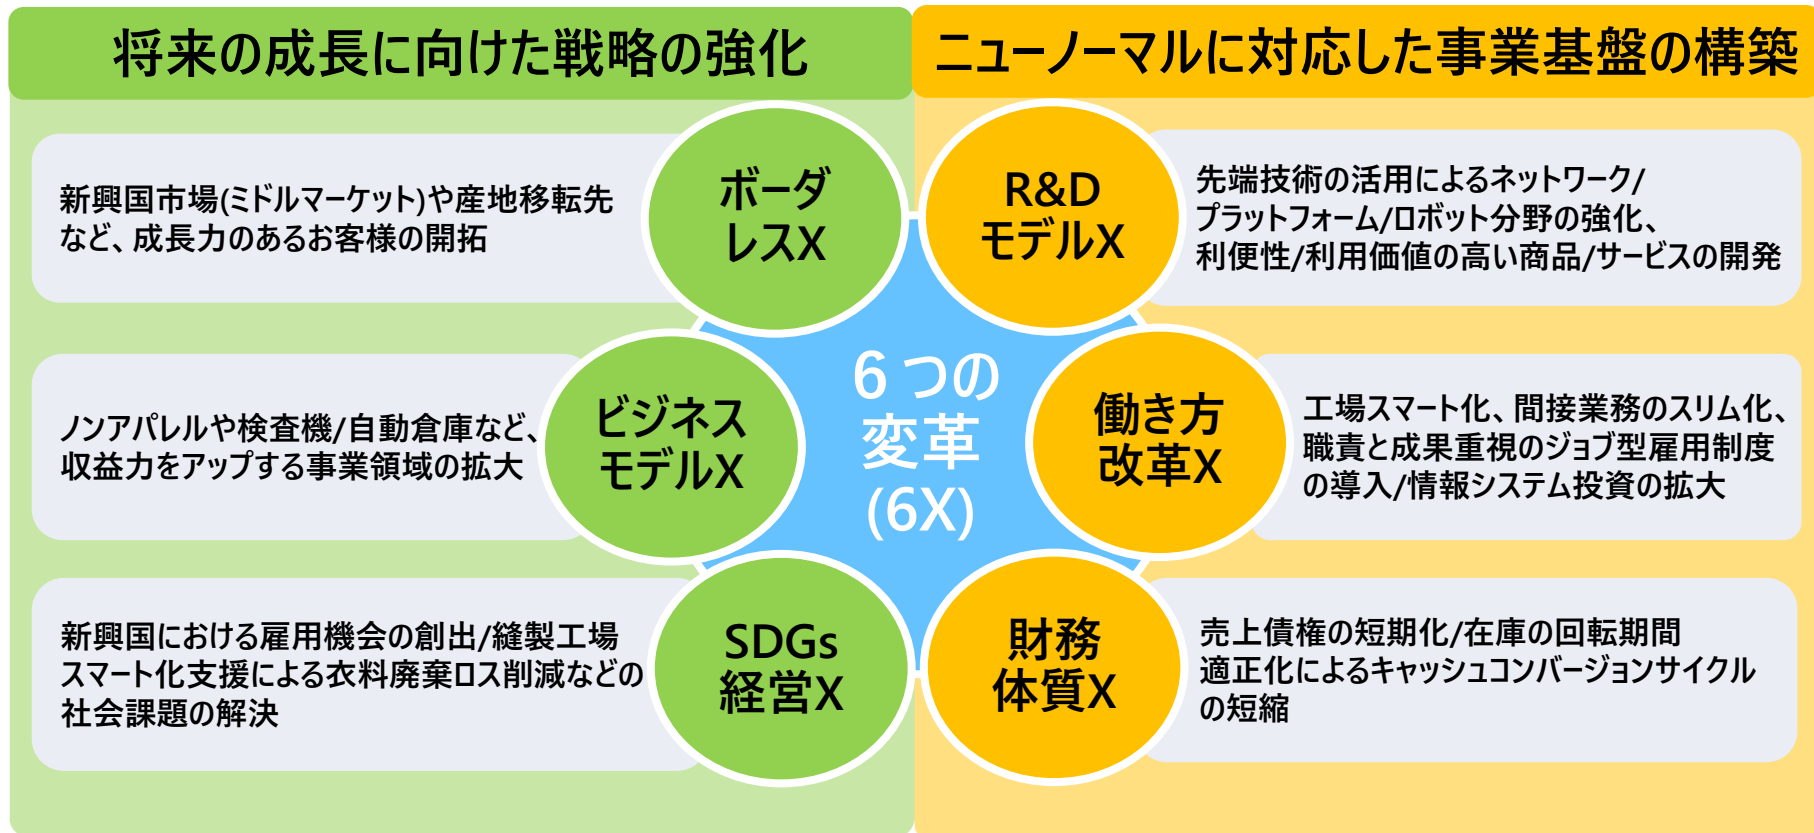 将来の成長に向けた戦略の強化
ボーダ
レスX
新興国市場(ミドルマーケット)や産地移転先
など、成長力のあるお客様の開拓
ビジネス
モデルX
ノンアパレルや検査機/自動倉庫など、
収益力をアップする事業領域の拡大
SDGs
経営X
新興国における雇用機会の創出/縫製工場
スマート化支援による衣料廃棄ロス削減などの
社会課題の解決
6つの
変革
(6X)
ニューノーマルに対応した事業基盤の構築
R&D
モデルX
先端技術の活用によるネットワーク/
プラットフォーム/ロボット分野の強化、
利便性/利用価値の高い商品/サービスの開発
働き方
改革X
工場スマート化、間接業務のスリム化、
職責と成果重視のジョブ型雇用制度
の導入/情報システム投資の拡大
財務
体質X
売上債権の短期化/在庫の回転期間
適正化によるキャッシュコンバージョンサイクル
の短縮